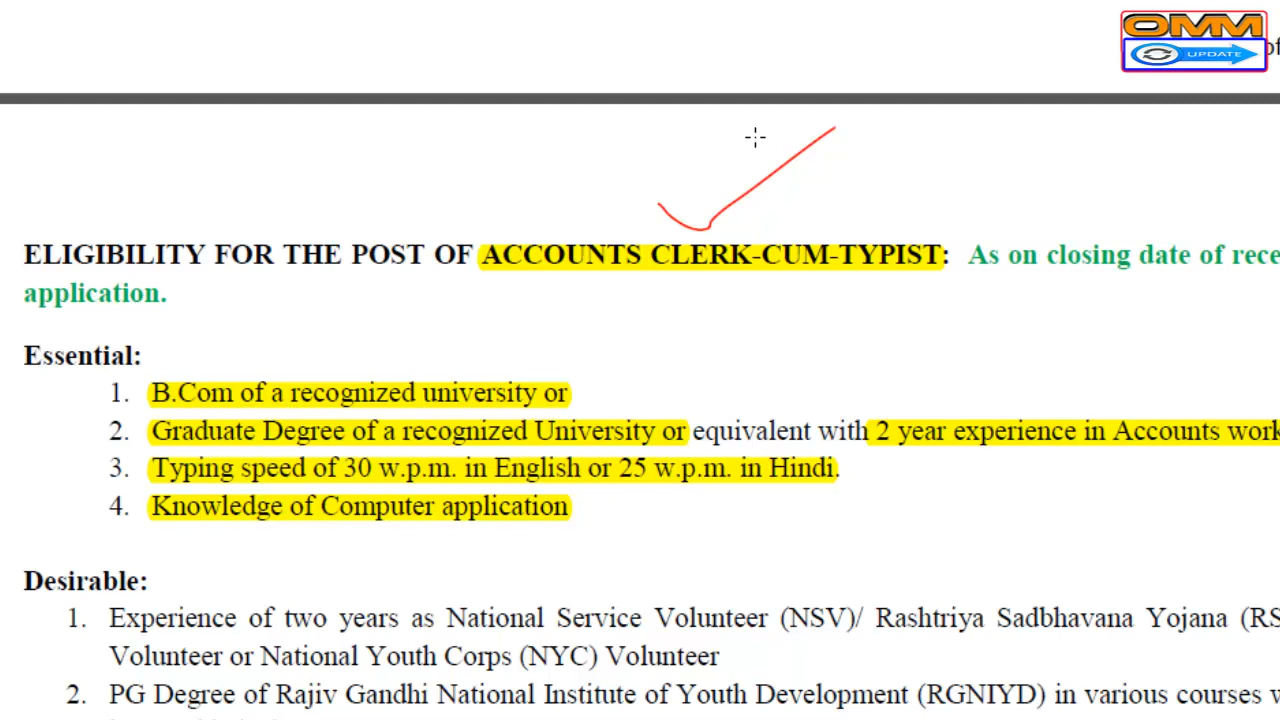 OMM
UPDATE
of
ELIGIBILITY FOR THE POST OF ACCOUNTS CLERK-CUM-TYPIST: As on closing date of rece
application.
Essential:
1. B.Com of a recognized university or
2. Graduate Degree of a recognized University or equivalent with 2 year experience in Accounts work
3. Typing speed of 30 w.p.m. in English or 25 w.p.m. in Hindi.
4. Knowledge of Computer application
Desirable:
1. Experience of two years as National Service Volunteer (NSV)/ Rashtriya Sadbhavana Yojana (RS
Volunteer or National Youth Corps (NYC) Volunteer
2. PG Degree of Rajiv Gandhi National Institute of Youth Development (RGNIYD) in various courses w